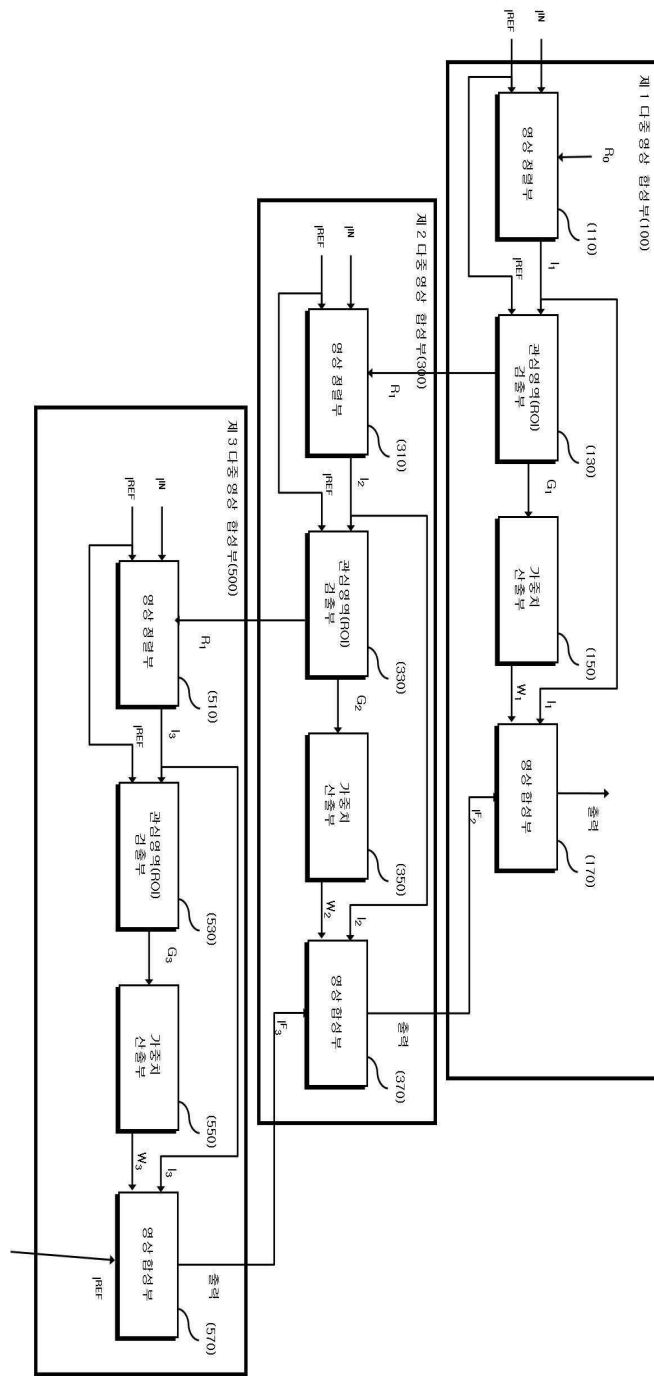 제 1 다중 영상 합성부(100)
I^IN
I^REF
R₀
영상 정렬부
(110)
I₁
I^REF
관심영역(ROI)
검출부
(130)
G₁
가중치
산출부
(150)
W₁
I₁
영상 합성부
(170)
출력
I^F₂
제 2 다중 영상 합성부(300)
I^IN
I^REF
R₁
영상 정렬부
(310)
I₂
I^REF
관심영역(ROI)
검출부
(330)
G₂
가중치
산출부
(350)
W₂
I₂
영상 합성부
(370)
출력
I^F₃
제 3 다중 영상 합성부(500)
I^IN
I^REF
R₁
영상 정렬부
(510)
I₃
I^REF
관심영역(ROI)
검출부
(530)
G₃
가중치
산출부
(550)
W₃
I₃
영상 합성부
(570)
출력
I^REF